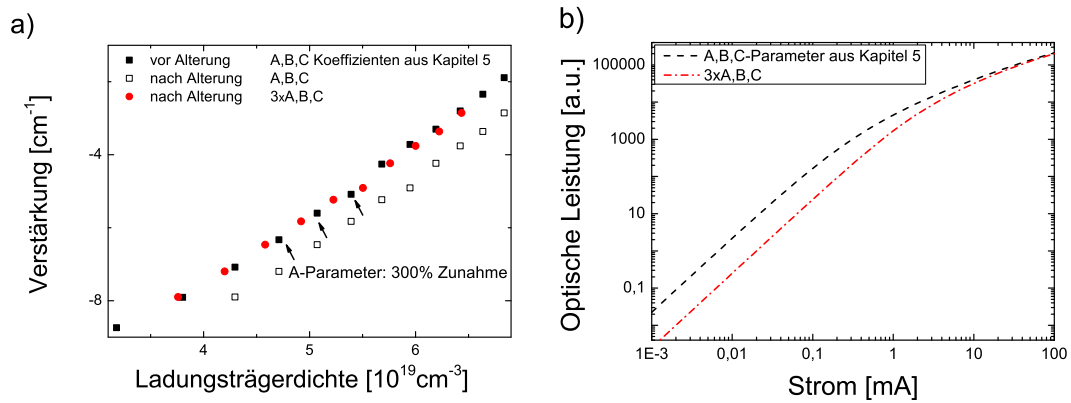 a)
vor Alterung A,B,C Koeffizienten aus Kapitel 5
nach Alterung A,B,C
nach Alterung 3xA,B,C
A-Parameter: 300% Zunahme
Verstärkung [cm-1]
-4
-8
4 5 6
Ladungsträgerdichte [10^19cm-3]
b)
A,B,C-Parameter aus Kapitel 5
3xA,B,C
Optische Leistung [a.u.]
100000
1000
10
0,1
1E-3 0,01 0,1 1 10 100
Strom [mA]